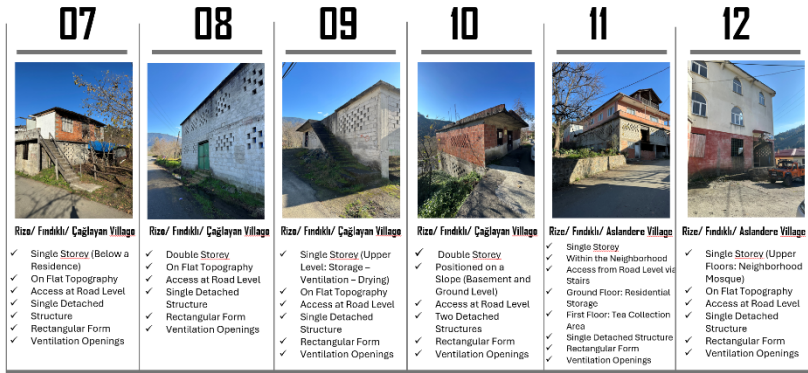 07
Rize/ Fındıklı/ Çağlayan Village
Single Storey (Below a
Residence)
On Flat Topography
Access at Road Level
Single Detached
Structure
Rectangular Form
Ventilation Openings
08
Rize/ Fındıklı/ Çağlayan Village
Double Storey
On Flat Topography
Access at Road Level
Single Detached
Structure
Rectangular Form
Ventilation Openings
09
Rize/ Fındıklı/ Çağlayan Village
Single Storey (Upper
Level: Storage –
Ventilation – Drying)
On Flat Topography
Access at Road Level
Single Detached
Structure
Rectangular Form
Ventilation Openings
10
Rize/ Fındıklı/ Çağlayan Village
Double Storey
Positioned on a
Slope (Basement and
Ground Level)
Access at Road Level
Two Detached
Structures
Rectangular Form
Ventilation Openings
11
Rize/ Fındıklı/ Aslandere Village
Single Storey
Within the Neighborhood
Access from Road Level via
Stairs
Ground Floor: Residential
Storage
First Floor: Tea Collection
Area
Single Detached Structure
Rectangular Form
Ventilation Openings
12
Rize/ Fındıklı/ Aslandere Village
Single Storey (Upper
Floors: Neighborhood
Mosque)
On Flat Topography
Access at Road Level
Single Detached
Structure
Rectangular Form
Ventilation Openings